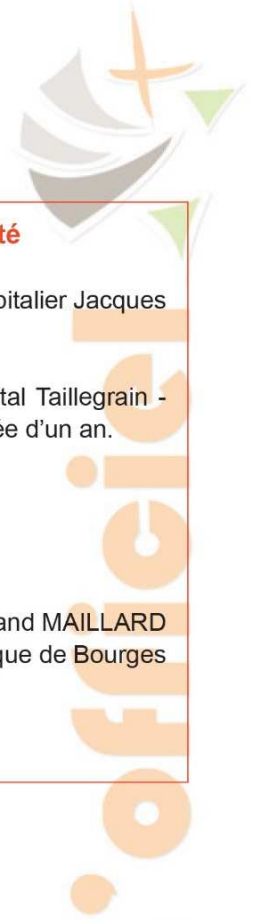 té
pitalier Jacques
tal Taillegrain -
ée d'un an.
and MAILLARD
que de Bourges
'officiel